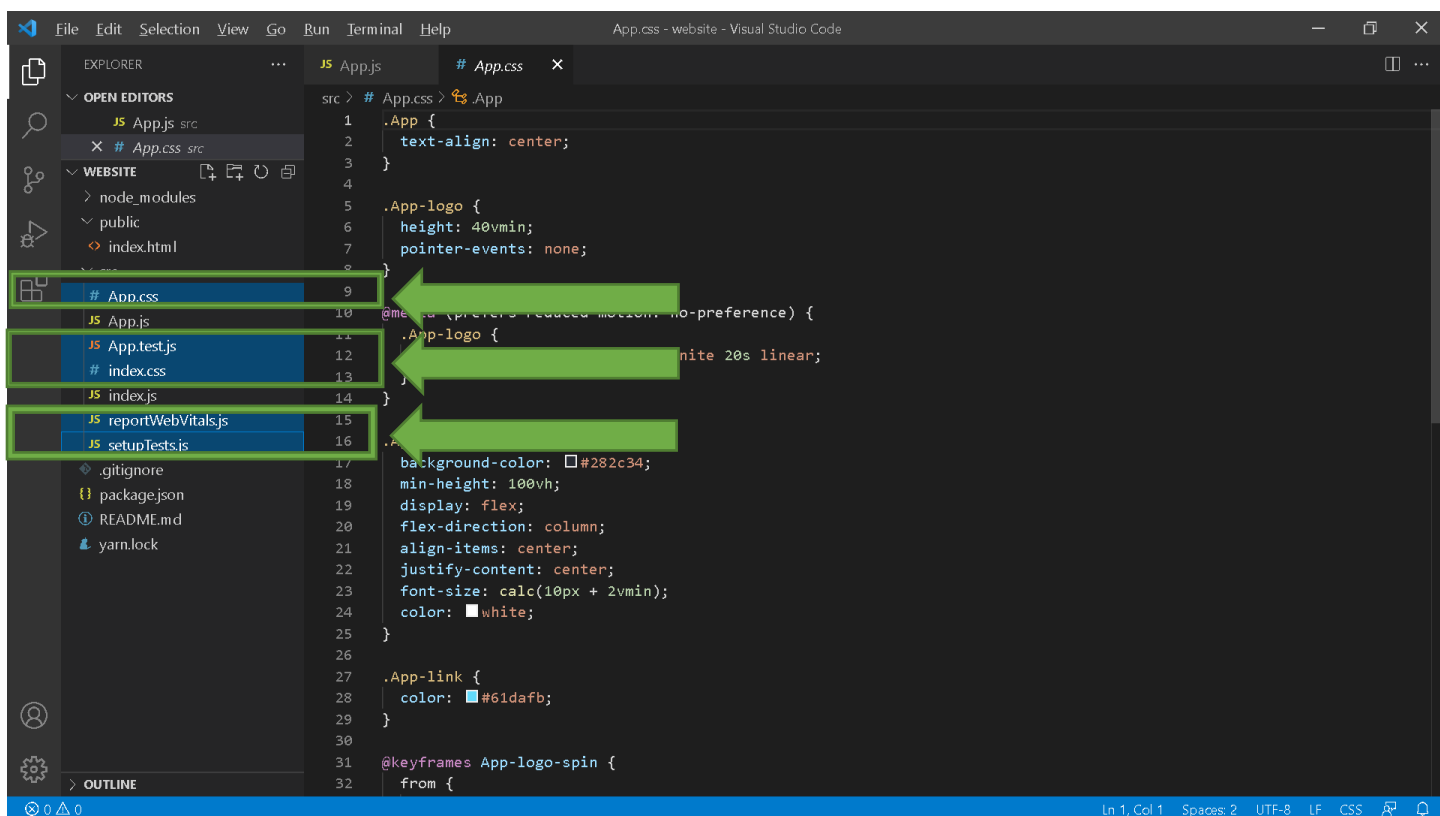 File Edit Selection View Go Run Terminal Help App.css - website - Visual Studio Code
EXPLORER ···
OPEN EDITORS
JS App.js src
# App.css src
WEBSITE
node_modules
public
<> index.html
src
# App.css
JS App.js
JS App.test.js
# index.css
JS index.js
JS reportWebVitals.js
JS setupTests.js
.gitignore
{} package.json
README.md
yarn.lock
OUTLINE
JS App.js # App.css
src > # App.css > .App
1 .App {
2 text-align: center;
3 }
4
5 .App-logo {
6 height: 40vmin;
7 pointer-events: none;
8 }
9
10 @media (prefers-reduced-motion: no-preference) {
11 .App-logo {
12 nite 20s linear;
13 }
14 }
15
16 .A
17 background-color: #282c34;
18 min-height: 100vh;
19 display: flex;
20 flex-direction: column;
21 align-items: center;
22 justify-content: center;
23 font-size: calc(10px + 2vmin);
24 color: white;
25 }
26
27 .App-link {
28 color: #61dafb;
29 }
30
31 @keyframes App-logo-spin {
32 from {
0 0 Ln 1, Col 1 Spaces: 2 UTF-8 LF CSS